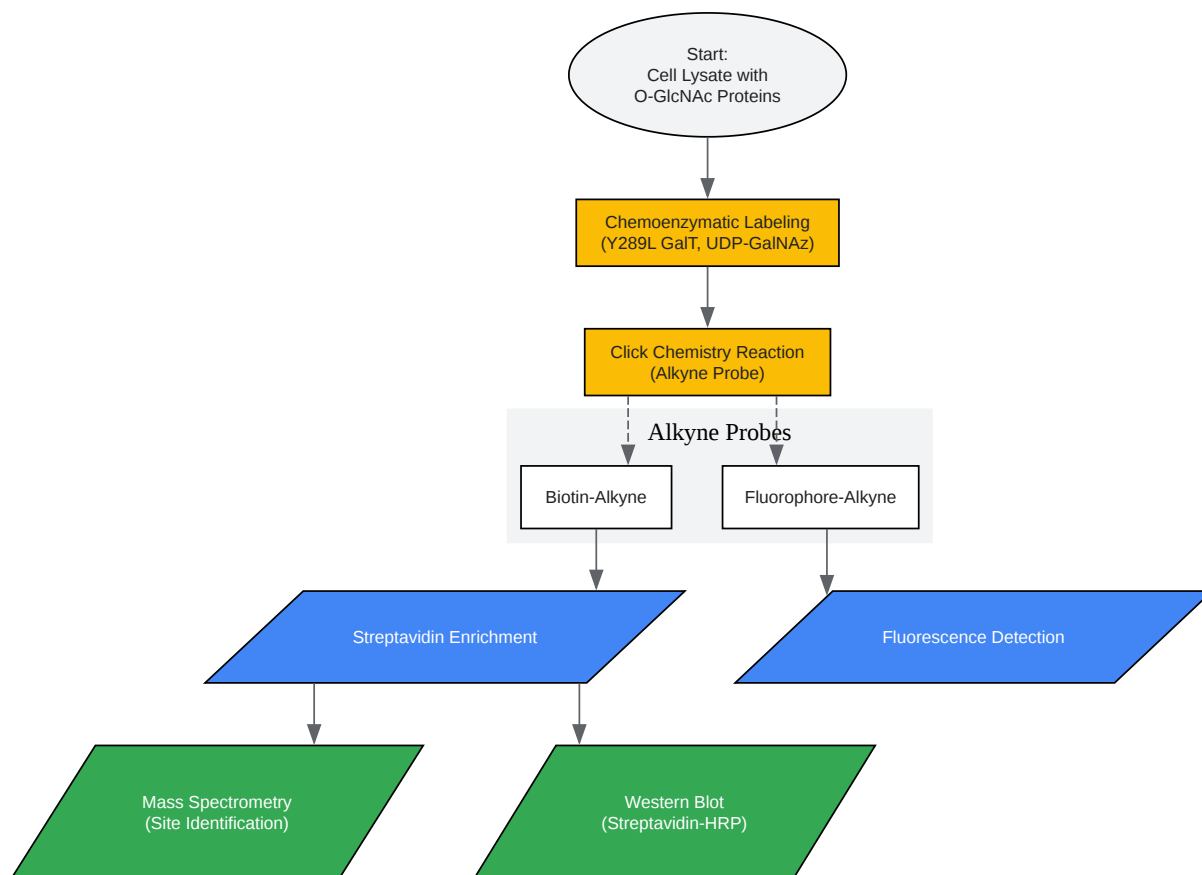 Start:
Cell Lysate with
O-GlcNAc Proteins
Chemoenzymatic Labeling
(Y289L GalT, UDP-GalNAz)
Click Chemistry Reaction
(Alkyne Probe)
Alkyne Probes
Biotin-Alkyne
Fluorophore-Alkyne
Streptavidin Enrichment
Fluorescence Detection
Mass Spectrometry
(Site Identification)
Western Blot
(Streptavidin-HRP)